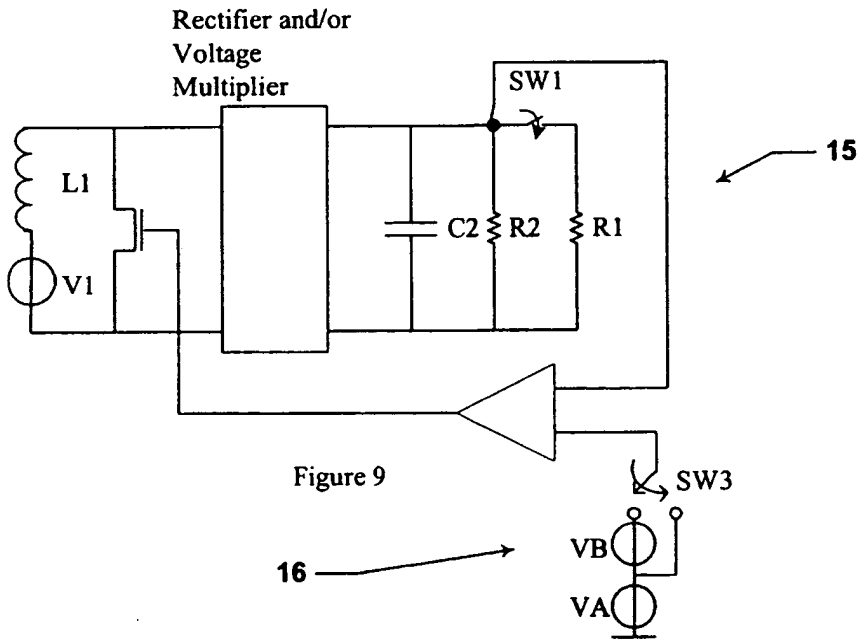 Rectifier and/or
Voltage
Multiplier
SW1
15
L1
C2
R2
R1
V1
Figure 9
SW3
VB
16
VA